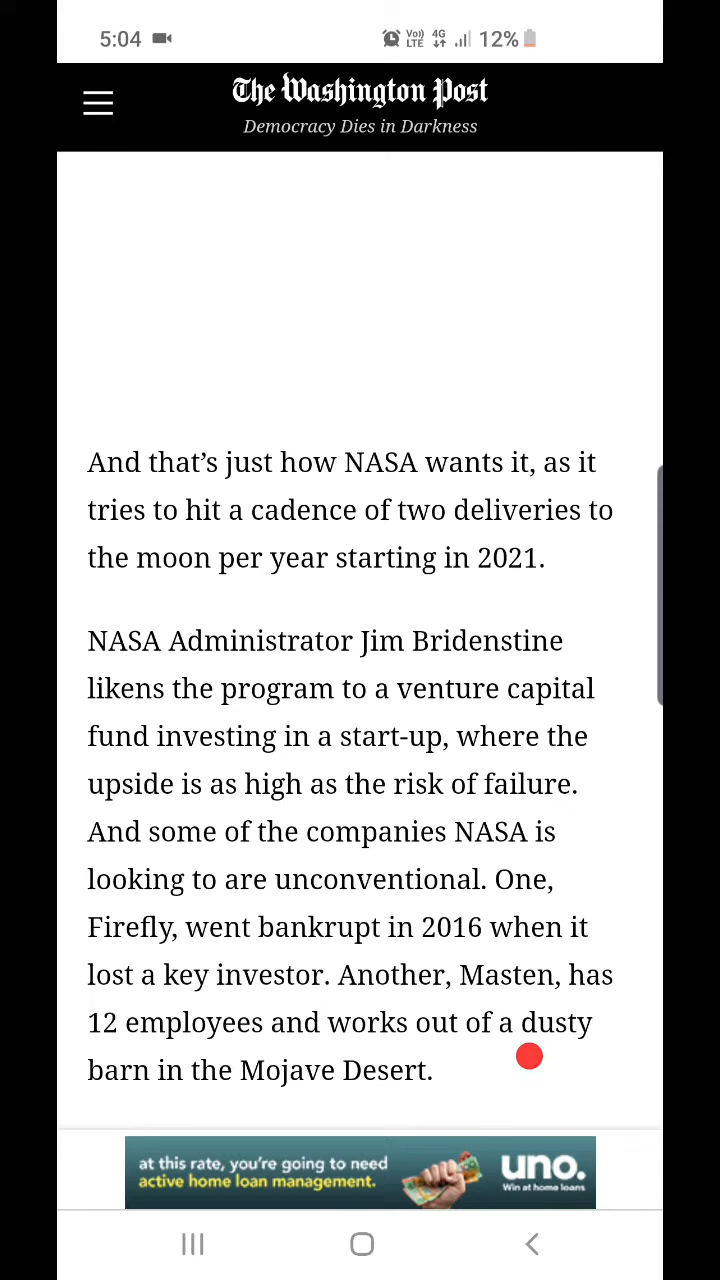 5:04
Vo)) LTE 4G 12%
The Washington Post
Democracy Dies in Darkness
And that’s just how NASA wants it, as it
tries to hit a cadence of two deliveries to
the moon per year starting in 2021.
NASA Administrator Jim Bridenstine
likens the program to a venture capital
fund investing in a start-up, where the
upside is as high as the risk of failure.
And some of the companies NASA is
looking to are unconventional. One,
Firefly, went bankrupt in 2016 when it
lost a key investor. Another, Masten, has
12 employees and works out of a dusty
barn in the Mojave Desert.
at this rate, you’re going to need
active home loan management.
uno.
Win at home loans